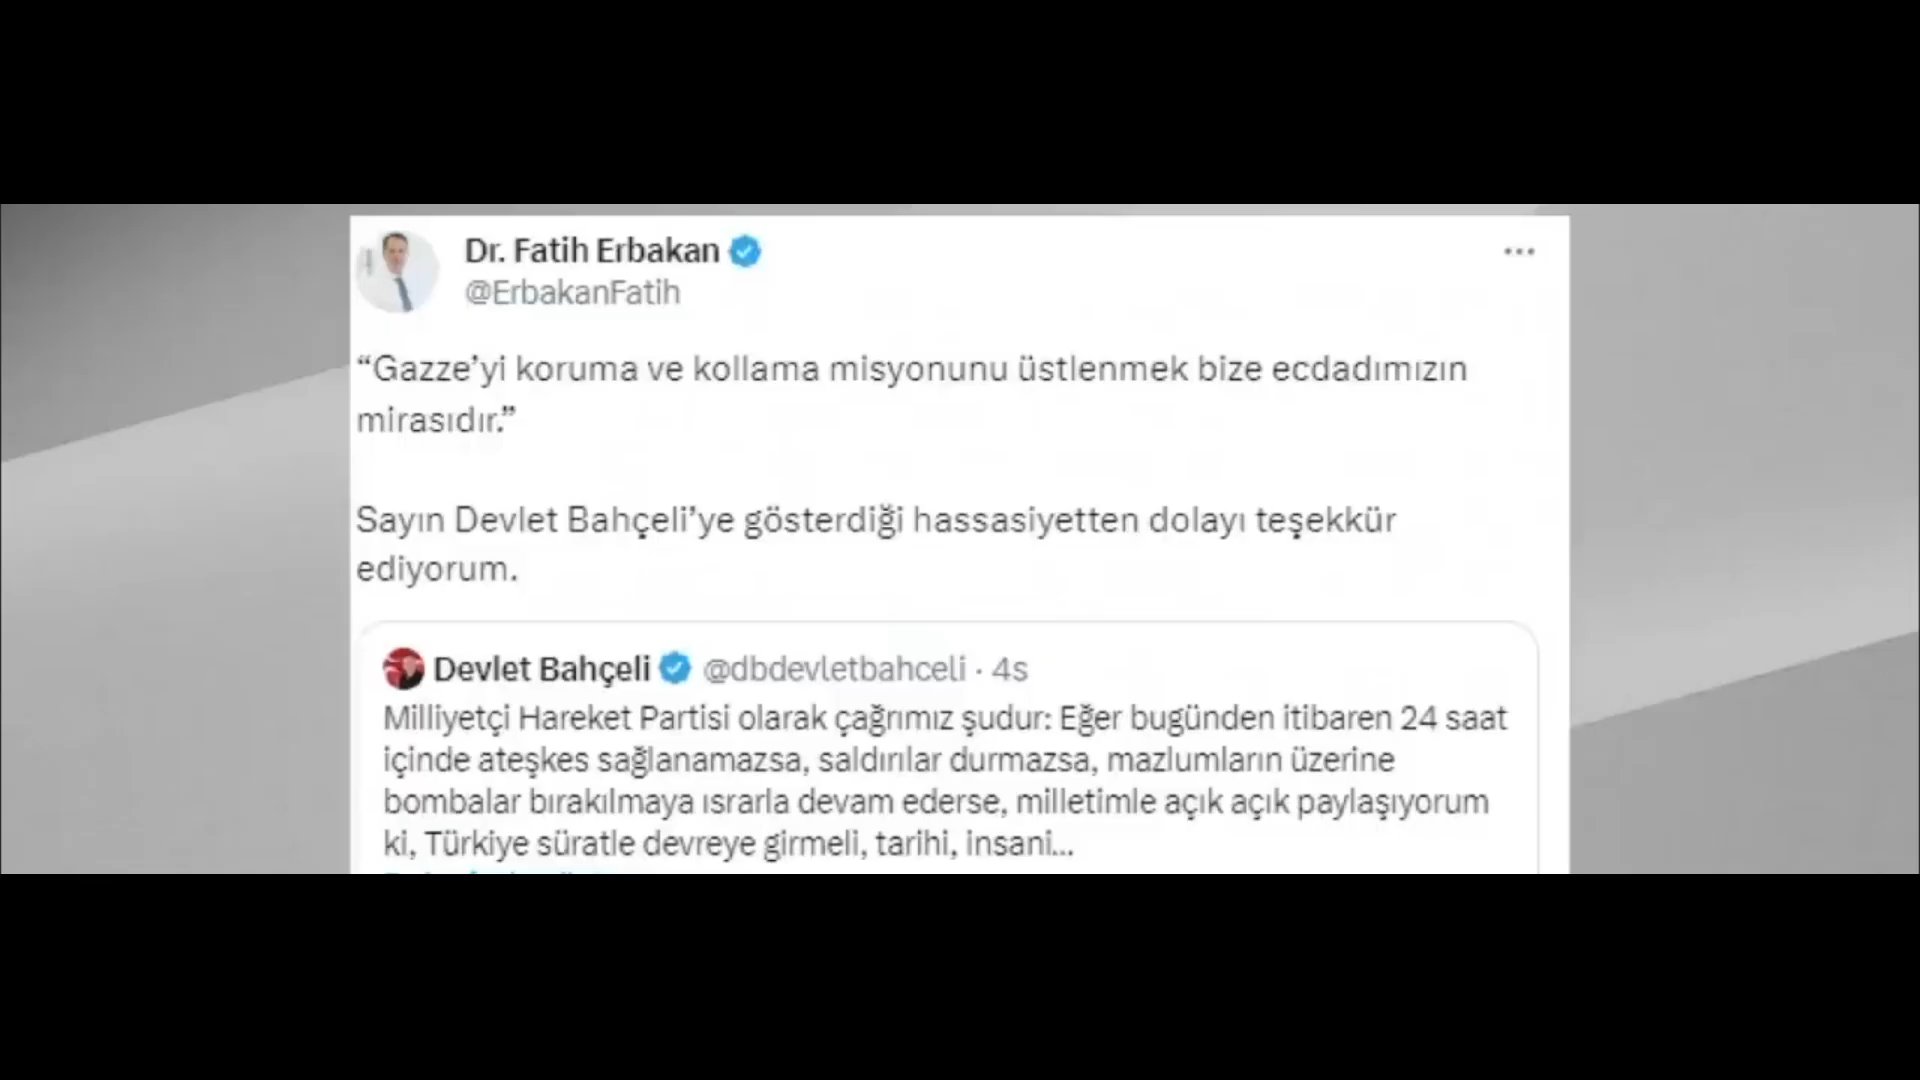 Dr. Fatih Erbakan
@ErbakanFatih
“Gazze’yi koruma ve kollama misyonunu üstlenmek bize ecdadımızın
mirasıdır.”
Sayın Devlet Bahçeli’ye gösterdiği hassasiyetten dolayı teşekkür
ediyorum.
Devlet Bahçeli @dbdevletbahceli · 4s
Milliyetçi Hareket Partisi olarak çağrımız şudur: Eğer bugünden itibaren 24 saat
içinde ateşkes sağlanamazsa, saldırılar durmazsa, mazlumların üzerine
bombalar bırakılmaya ısrarla devam ederse, milletimle açık açık paylaşıyorum
ki, Türkiye süratle devreye girmeli, tarihi, insani...